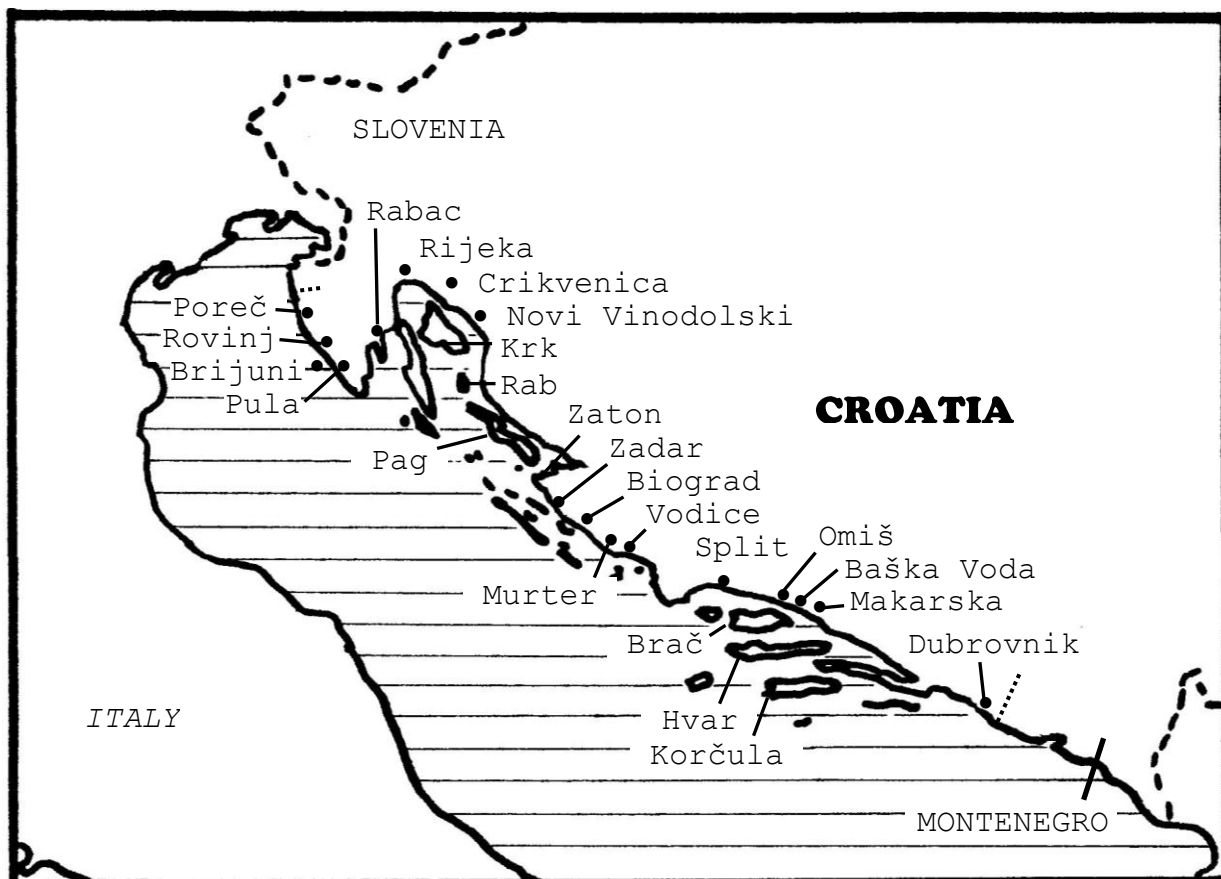 SLOVENIA
Rabac
Rijeka
Crikvenica
Poreč
Novi Vinodolski
Rovinj
Krk
Brijuni
Rab
Pula
CROATIA
Zaton
Zadar
Pag
Biograd
Vodice
Split
Omiš
Baška Voda
Murter
Makarska
Brač
Dubrovnik
ITALY
Hvar
Korčula
MONTENEGRO